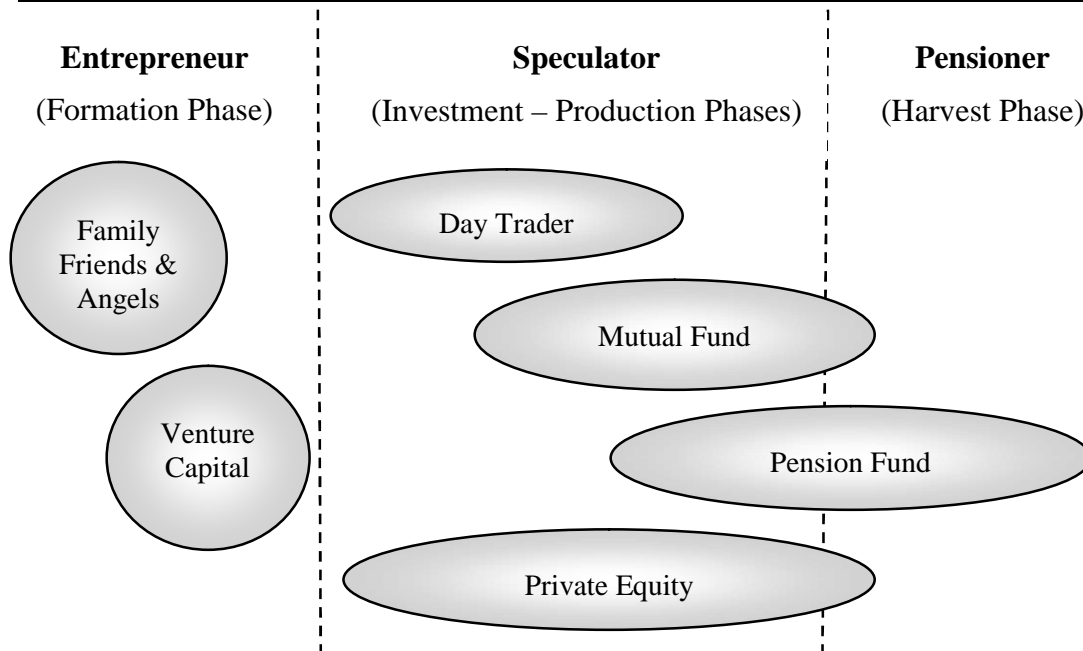 Entrepreneur
(Formation Phase)
Speculator
(Investment – Production Phases)
Pensioner
(Harvest Phase)
Family
Friends &
Angels
Day Trader
Mutual Fund
Venture
Capital
Pension Fund
Private Equity